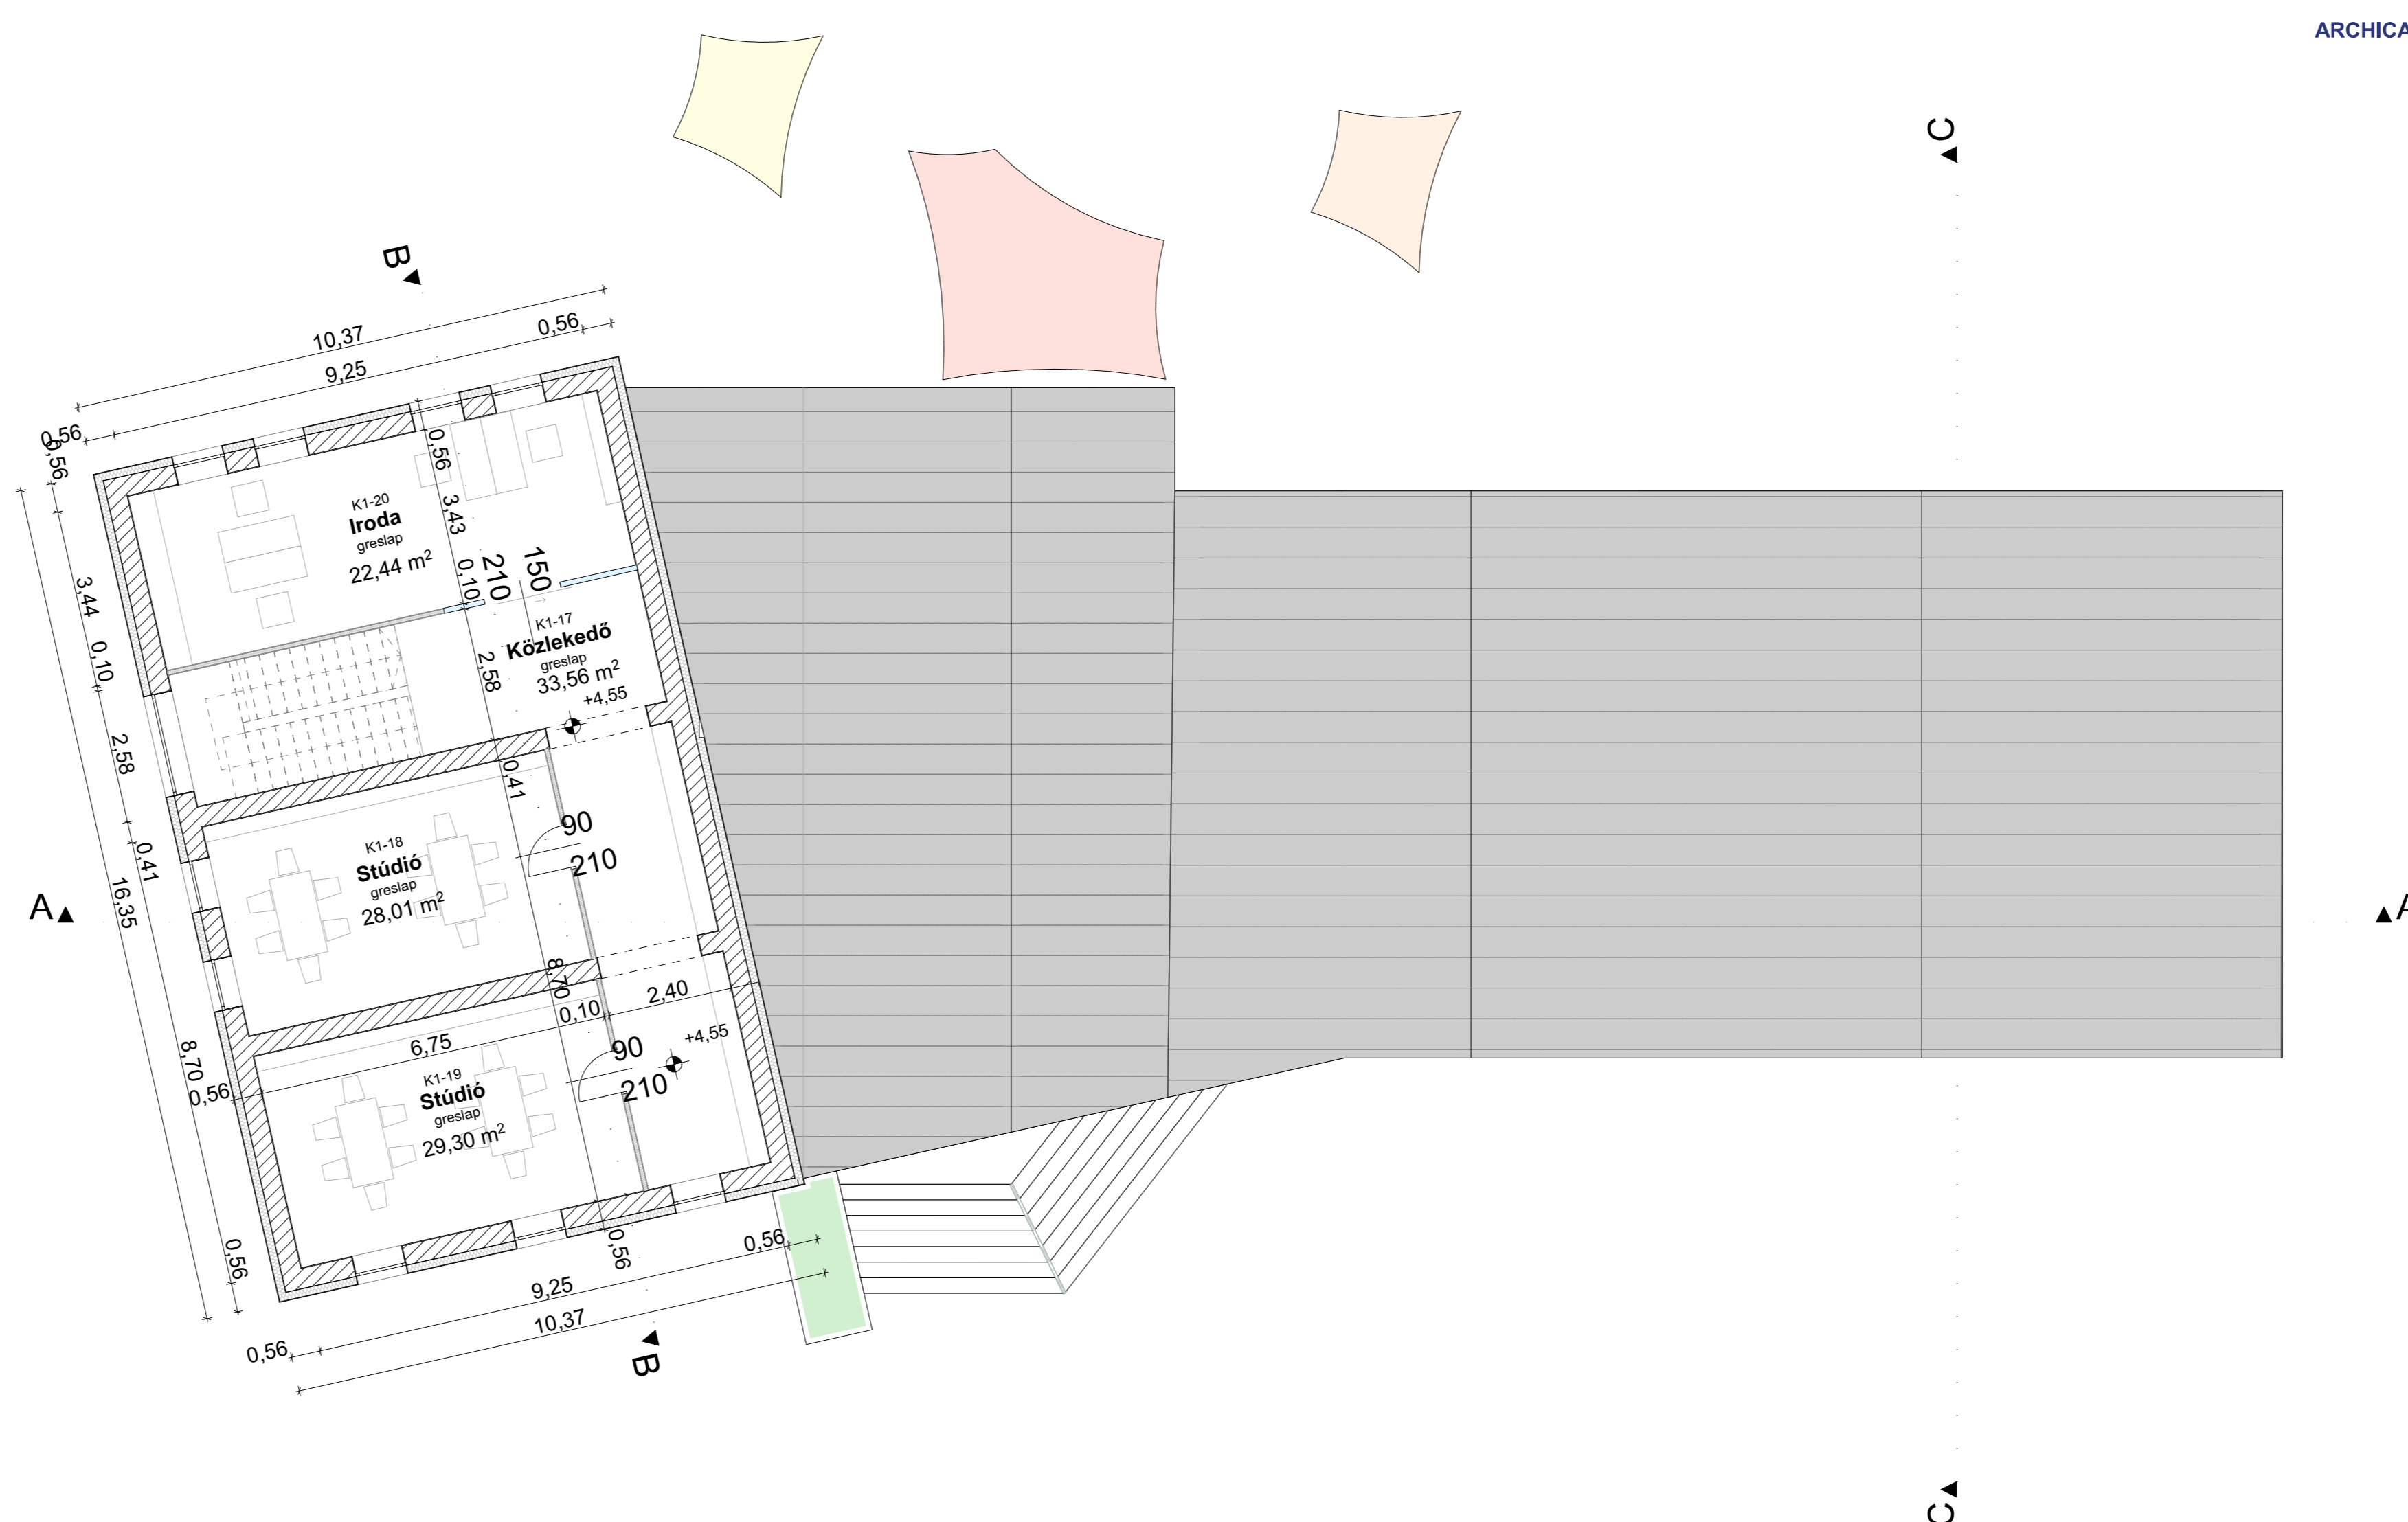 ARCHICA
C
B
10,37
0,56
9,25
0,56
0,56
0,56
K1-20
Iroda
greslap
22,44 m²
3,43
0,10
210
150
3,44
0,10
K1-17
Közlekedő
greslap
33,56 m²
+4,55
2,58
2,58
0,41
0,41
90
210
K1-18
Stúdió
greslap
28,01 m²
16,35
A
A
8,70
2,40
0,10
6,75
+4,55
90
210
8,70
0,56
K1-19
Stúdió
greslap
29,30 m²
0,56
0,56
0,56
9,25
10,37
0,56
B
C